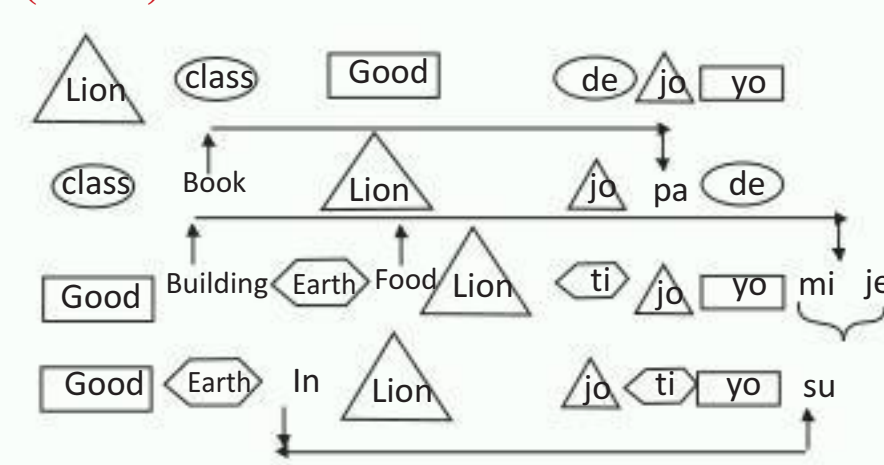 Lion class Good de jo yo
class Book Lion jo pa de
Good Building Earth Food Lion ti jo yo mi je
Good Earth In Lion jo ti yo su